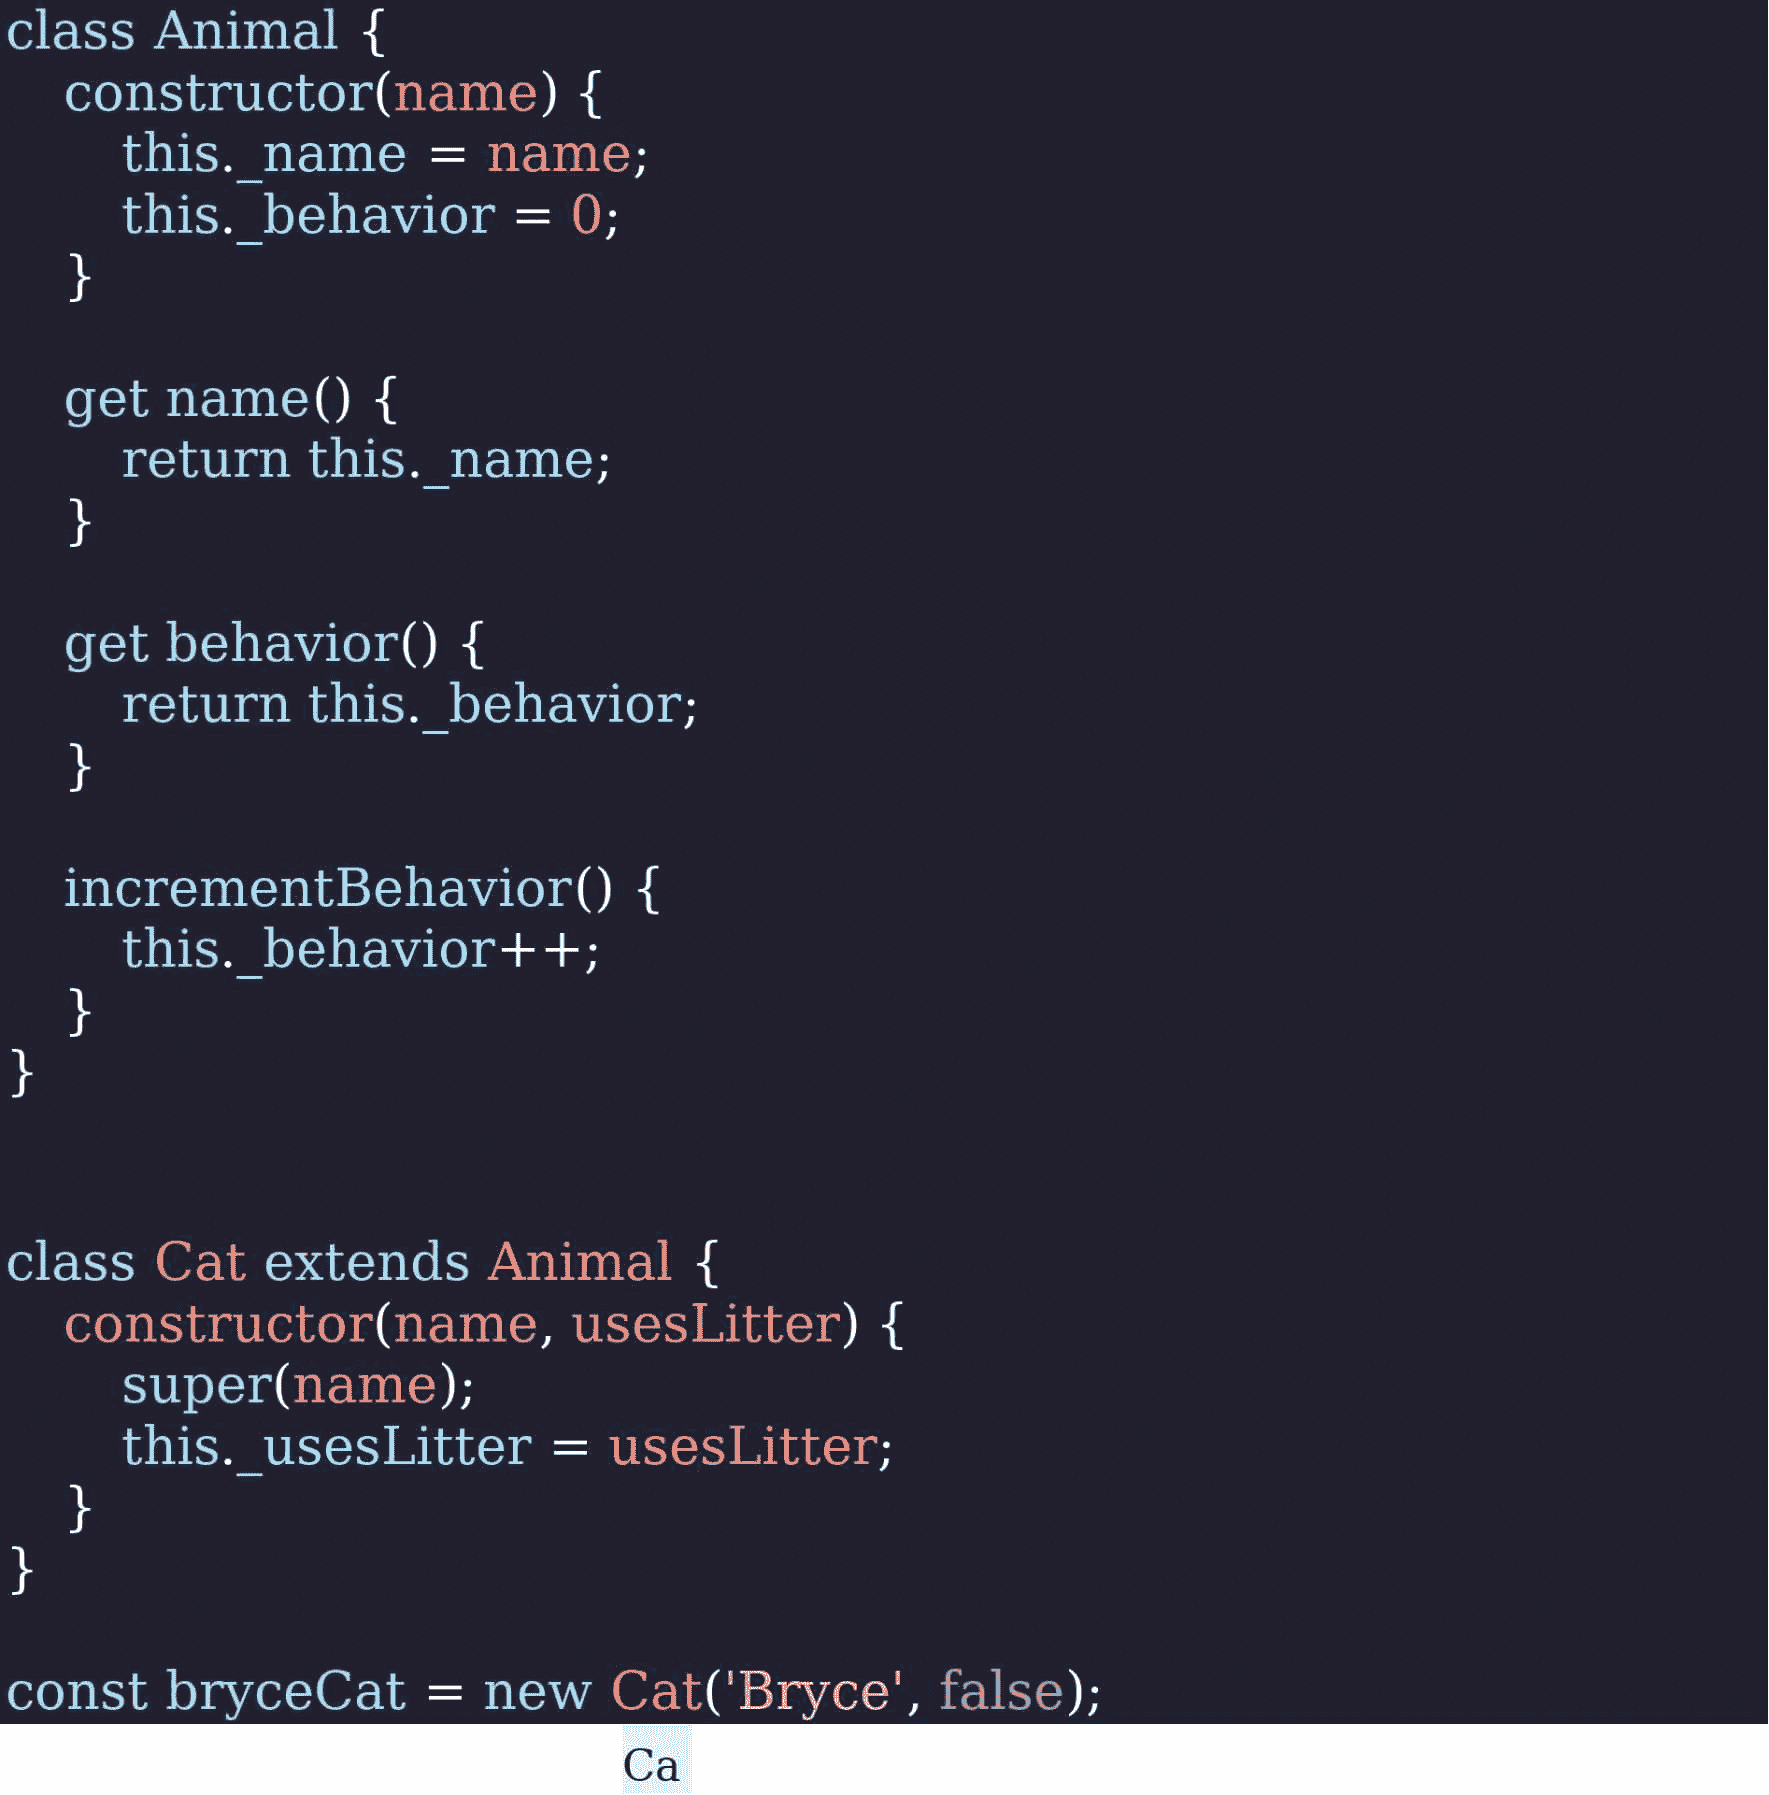 class Animal {
constructor(name) {
this._name = name;
this._behavior = 0;
}
get name() {
return this._name;
}
get behavior() {
return this._behavior;
}
incrementBehavior() {
this._behavior++;
}
}
class Cat extends Animal {
constructor(name, usesLitter) {
super(name);
this._usesLitter = usesLitter;
}
}
const bryceCat = new Cat('Bryce', false);
Ca